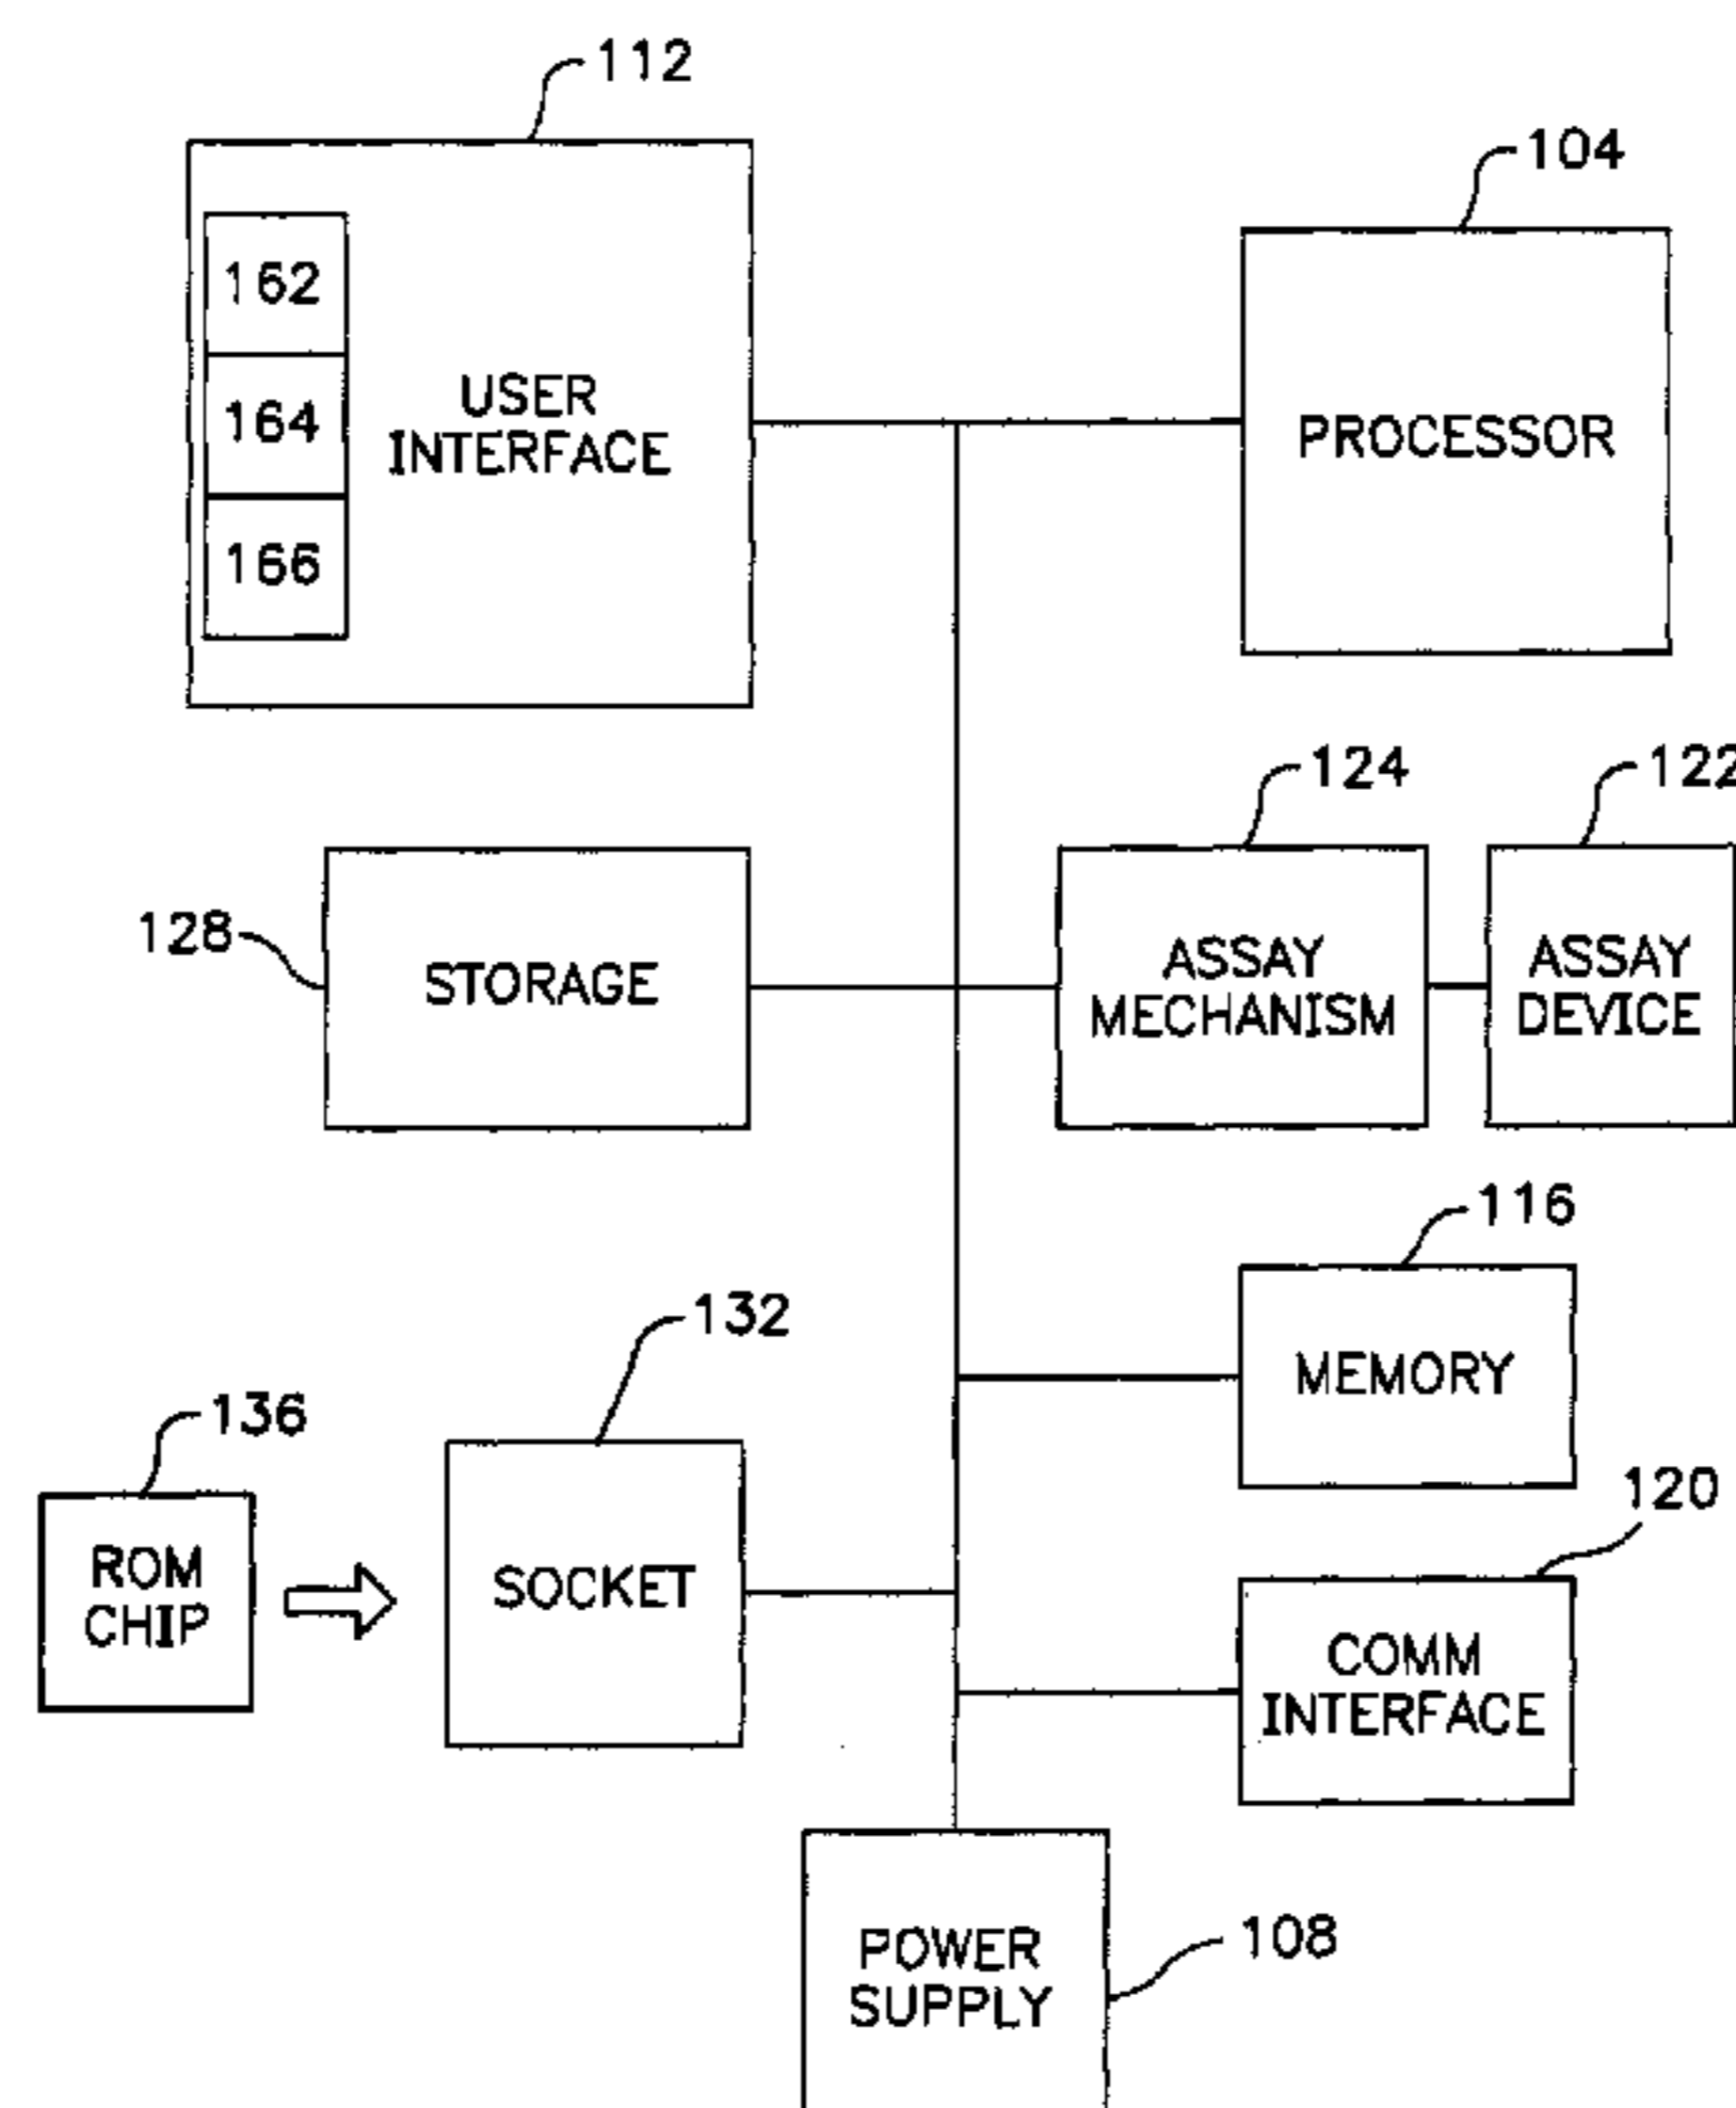 112
104
162
164
166
USER
INTERFACE
PROCESSOR
124
122
128
STORAGE
ASSAY
MECHANISM
ASSAY
DEVICE
116
132
MEMORY
136
120
ROM
CHIP
SOCKET
COMM
INTERFACE
POWER
SUPPLY
108